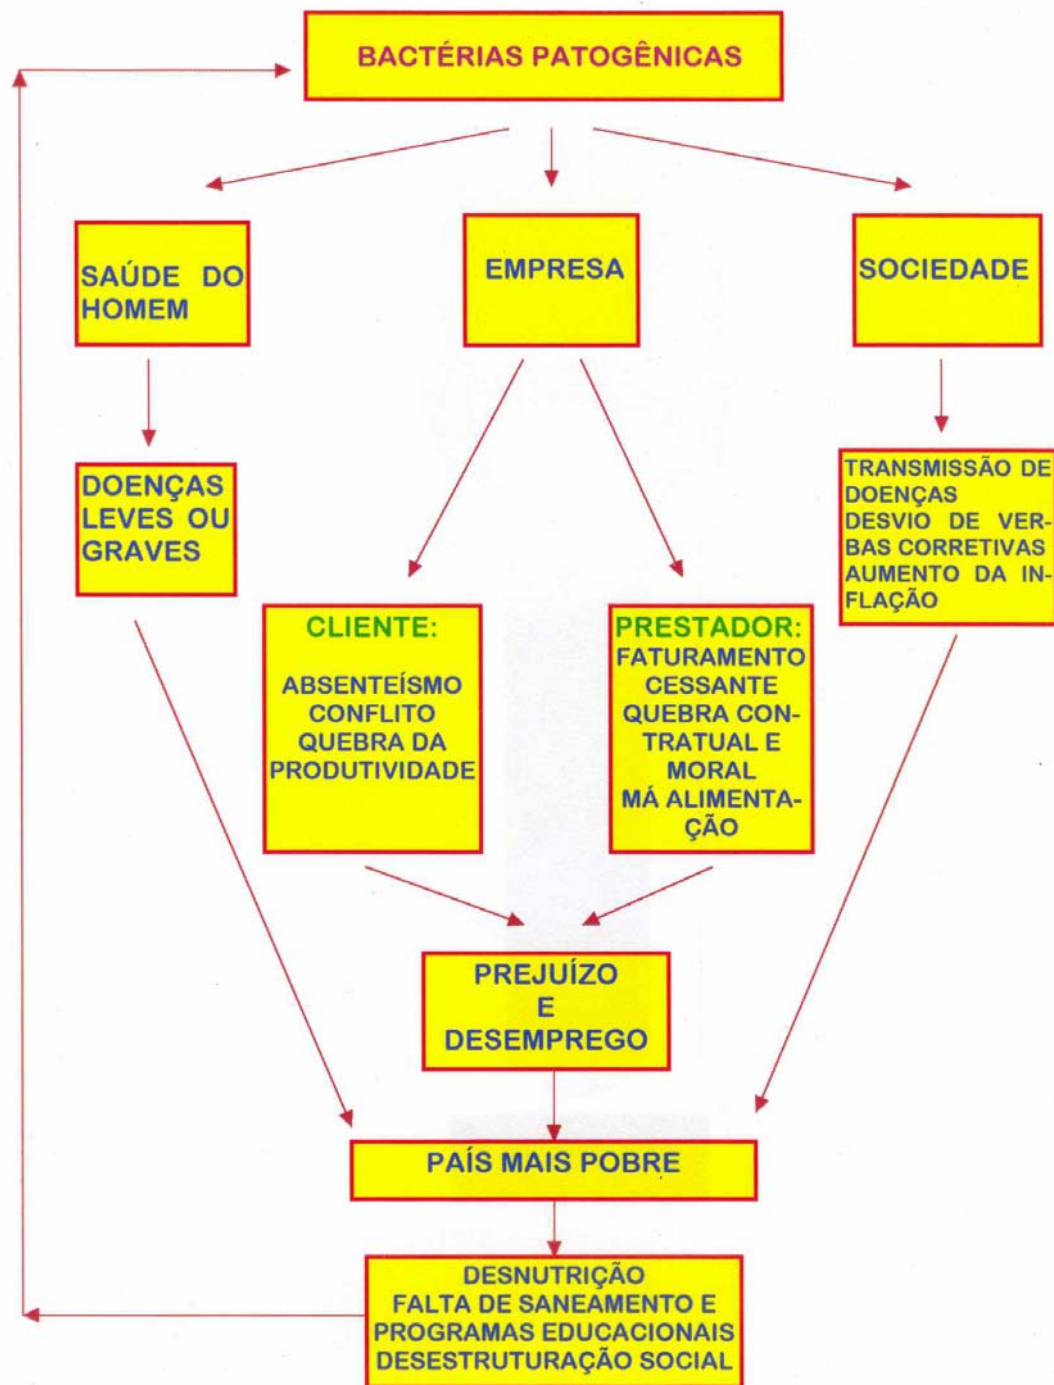 BACTÉRIAS PATOGÊNICAS
SAÚDE DO
HOMEM
EMPRESA
SOCIEDADE
DOENÇAS
LEVES OU
GRAVES
TRANSMISSÃO DE
DOENÇAS
DESVIO DE VER-
BAS CORRETIVAS
AUMENTO DA IN-
FLAÇÃO
CLIENTE:
ABSENTEÍSMO
CONFLITO
QUEBRA DA
PRODUTIVIDADE
PRESTADOR:
FATURAMENTO
CESSANTE
QUEBRA CON-
TRATUAL E
MORAL
MÁ ALIMENTA-
ÇÃO
PREJUÍZO
E
DESEMPREGO
PAÍS MAIS POBRE
DESNUTRIÇÃO
FALTA DE SANEAMENTO E
PROGRAMAS EDUCACIONAIS
DESESTRUTURAÇÃO SOCIAL